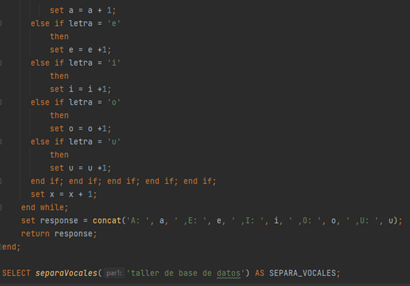 set a = a + 1;
else if letra = 'e'
then
set e = e +1;
else if letra = 'i'
then
set i = i +1;
else if letra = 'o'
then
set o = o +1;
else if letra = 'u'
then
set u = u +1;
end if; end if; end if; end if; end if;
set x = x + 1;
end while;
set response = concat('A: ', a, ' ,E: ', e, ' ,I: ', i, ' ,O: ', o, ' ,U: ', u);
return response;
end;
SELECT separaVocales( par1: 'taller de base de datos') AS SEPARA_VOCALES;